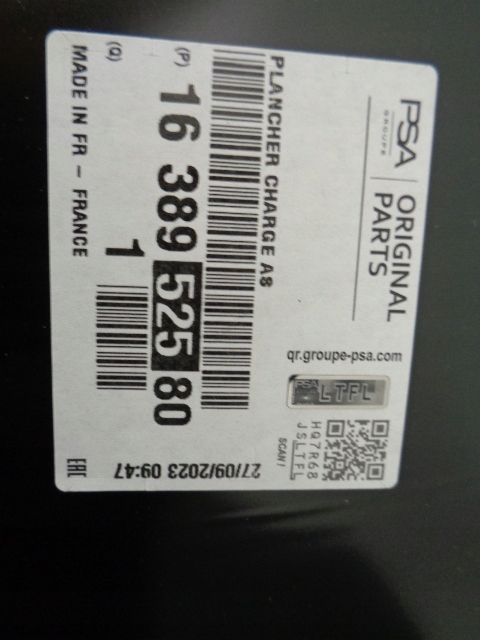 PSA
GROUPE
ORIGINAL
PARTS
qr.groupe-psa.com
PSA
LTFL
HQ7R68
JSLTFL
SCAN !
PLANCHER CHARGE A8
(P)
16 389 525 80
(Q)
1
MADE IN FR - FRANCE
27/09/2023 09:47
EAC